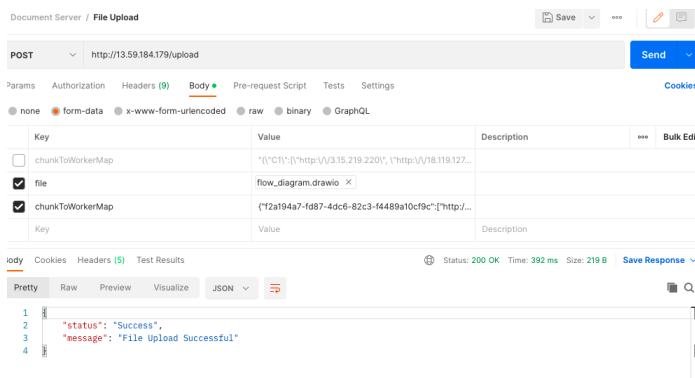 Document Server / File Upload
Save
POST http://13.59.184.179/upload Send
Params Authorization Headers (9) Body Pre-request Script Tests Settings Cookies
none form-data x-www-form-urlencoded raw binary GraphQL
Key Value Description Bulk Edi
chunkToWorkerMap "{\"C1\":[\"http:\/\/3.15.219.220\", \"http:\/\/18.119.127...
file flow_diagram.drawio
chunkToWorkerMap {"f2a194a7-fd87-4dc6-82c3-f4489a10cf9c":["http:/...
Key Value Description
Body Cookies Headers (5) Test Results Status: 200 OK Time: 392 ms Size: 219 B Save Response
Pretty Raw Preview Visualize JSON
1 {
2 "status": "Success",
3 "message": "File Upload Successful"
4 }